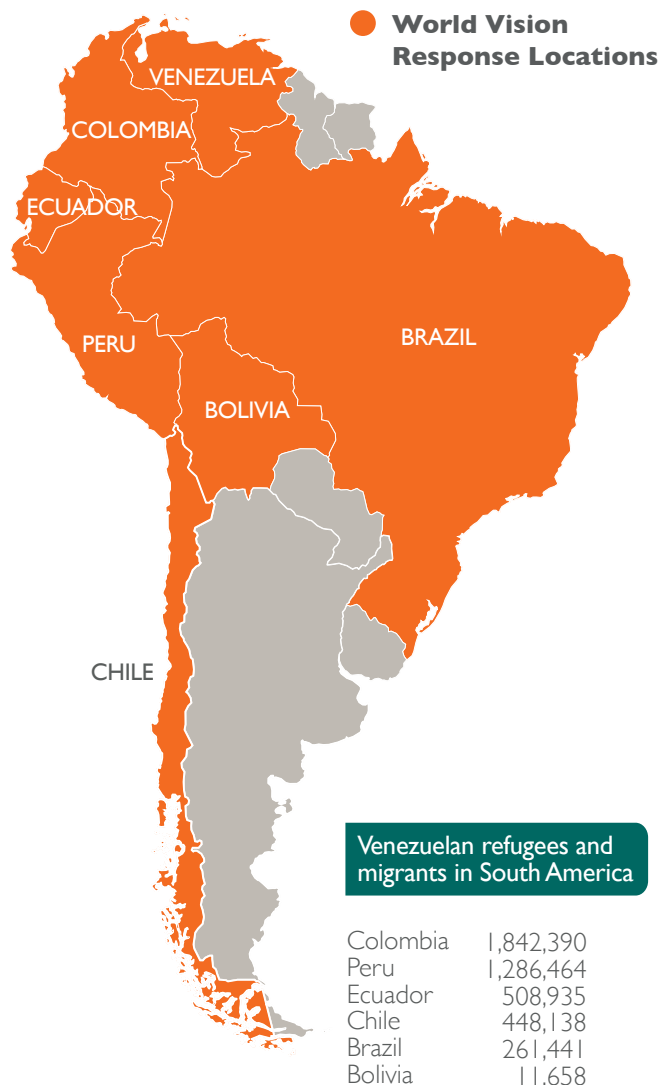 World Vision
Response Locations
VENEZUELA
COLOMBIA
ECUADOR
PERU
BRAZIL
BOLIVIA
CHILE
Venezuelan refugees and
migrants in South America
Colombia 1,842,390
Peru 1,286,464
Ecuador 508,935
Chile 448,138
Brazil 261,441
Bolivia 11,658